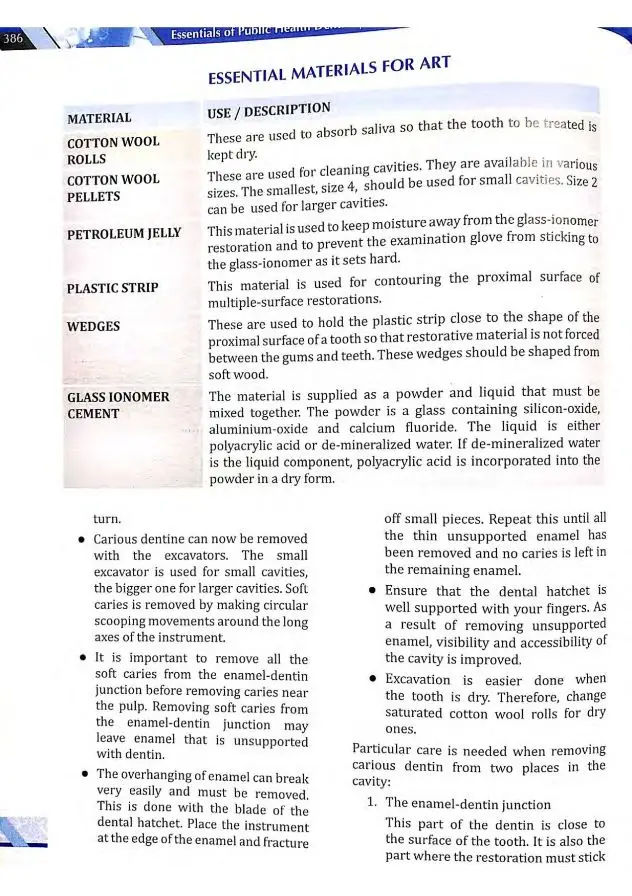 386
Essentials of Public Health
ESSENTIAL MATERIALS FOR ART
MATERIAL
USE / DESCRIPTION
COTTON WOOL
ROLLS
These are used to absorb saliva so that the tooth to be treated is
kept dry.
COTTON WOOL
PELLETS
These are used for cleaning cavities. They are available in various
sizes. The smallest, size 4, should be used for small cavities. Size 2
can be used for larger cavities.
PETROLEUM JELLY
This material is used to keep moisture away from the glass-ionomer
restoration and to prevent the examination glove from sticking to
the glass-ionomer as it sets hard.
PLASTIC STRIP
This material is used for contouring the proximal surface of
multiple-surface restorations.
WEDGES
These are used to hold the plastic strip close to the shape of the
proximal surface of a tooth so that restorative material is not forced
between the gums and teeth. These wedges should be shaped from
soft wood.
GLASS IONOMER
CEMENT
The material is supplied as a powder and liquid that must be
mixed together. The powder is a glass containing silicon-oxide,
aluminium-oxide and calcium fluoride. The liquid is either
polyacrylic acid or de-mineralized water. If de-mineralized water
is the liquid component, polyacrylic acid is incorporated into the
powder in a dry form.
turn.
• Carious dentine can now be removed
with the excavators. The small
excavator is used for small cavities,
the bigger one for larger cavities. Soft
caries is removed by making circular
scooping movements around the long
axes of the instrument.
• It is important to remove all the
soft caries from the enamel-dentin
junction before removing caries near
the pulp. Removing soft caries from
the enamel-dentin junction may
leave enamel that is unsupported
with dentin.
• The overhanging of enamel can break
very easily and must be removed.
This is done with the blade of the
dental hatchet. Place the instrument
at the edge of the enamel and fracture
off small pieces. Repeat this until all
the thin unsupported enamel has
been removed and no caries is left in
the remaining enamel.
• Ensure that the dental hatchet is
well supported with your fingers. As
a result of removing unsupported
enamel, visibility and accessibility of
the cavity is improved.
• Excavation is easier done when
the tooth is dry. Therefore, change
saturated cotton wool rolls for dry
ones.
Particular care is needed when removing
carious dentin from two places in the
cavity:
1. The enamel-dentin junction
This part of the dentin is close to
the surface of the tooth. It is also the
part where the restoration must stick